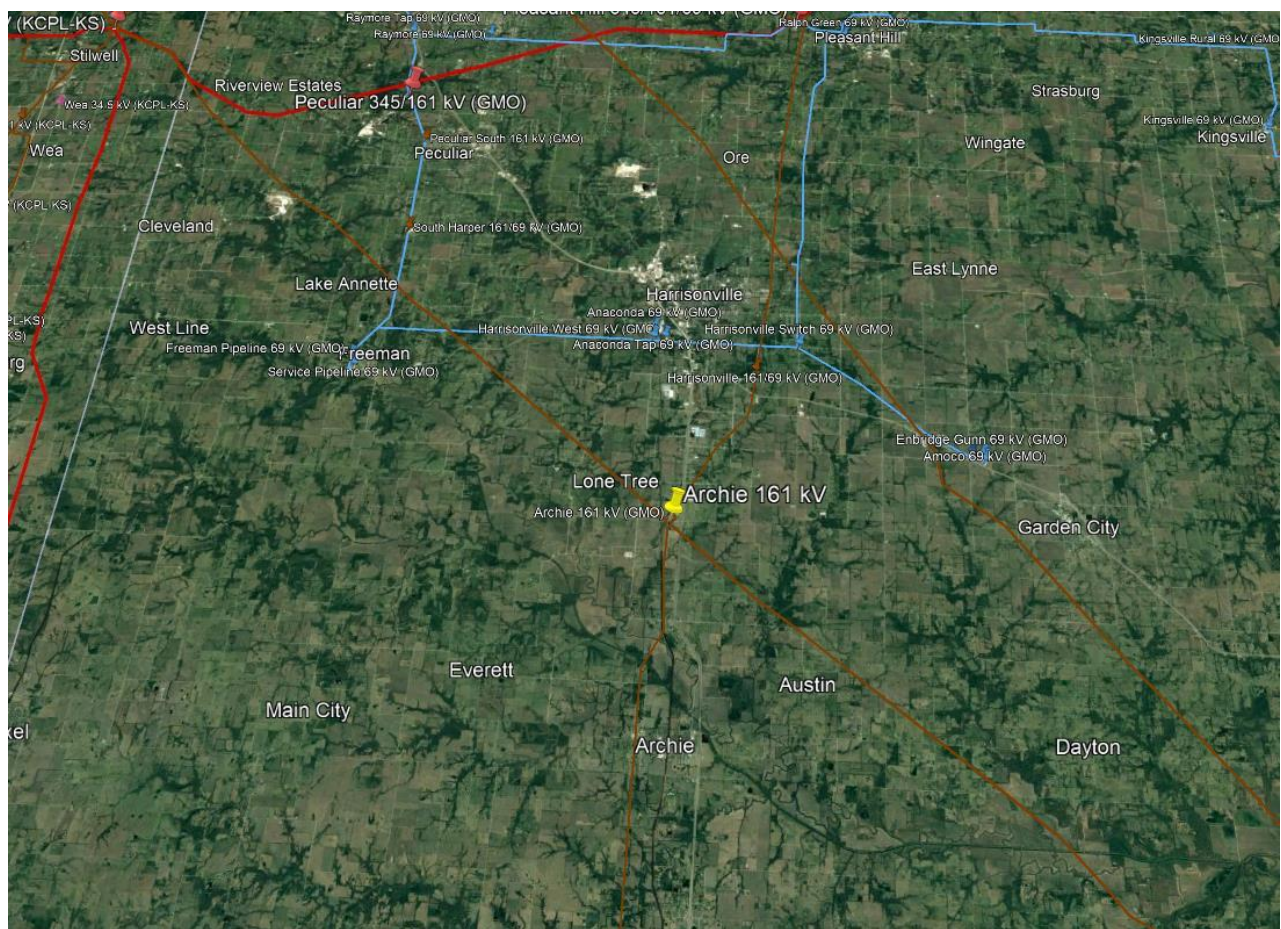 (KCPL-KS)
Raymore Tap 69 kV (GMO)
Raymore 69 kV (GMO)
Ralph Green 69 kV (GMO)
Pleasant Hill
Kingsville Rural 69 kV (GMO
Stilwell
Riverview Estates
Peculiar 345/161 kV (GMO)
Strasburg
Wea 34.5 kV (KCPL-KS)
kV (KCPL-KS)
Wea
Peculiar South 161 kV (GMO)
Peculiar
Ore
Wingate
Kingsville 69 kV (GMO)
Kingsville
(KCPL-KS)
Cleveland
South Harper 161/69 kV (GMO)
Lake Annette
East Lynne
Harrisonville
Anaconda 69 kV (GMO)
West Line
Harrisonville West 69 kV (GMO)
Harrisonville Switch 69 kV (GMO)
Anaconda Tap 69 kV (GMO)
Freeman Pipeline 69 kV (GMO)
Freeman
Service Pipeline 69 kV (GMO)
Harrisonville 161/69 kV (GMO)
Enbridge Gunn 69 kV (GMO)
Amoco 69 kV (GMO)
Lone Tree
Archie 161 kV
Archie 161 kV (GMO)
Garden City
Everett
Austin
Main City
Archie
Dayton